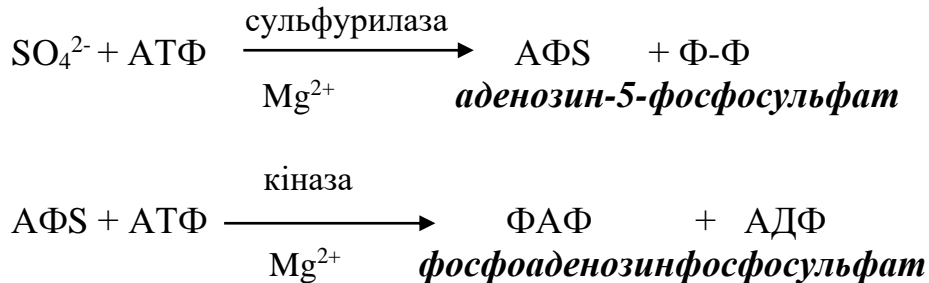 сульфурилаза
SO₄²⁻ + АТФ АФS + Ф-Ф
Mg²⁺ аденозин-5-фосфосульфат
кіназа
АФS + АТФ ФАФ + АДФ
Mg²⁺ фосфоаденозинфосфосульфат